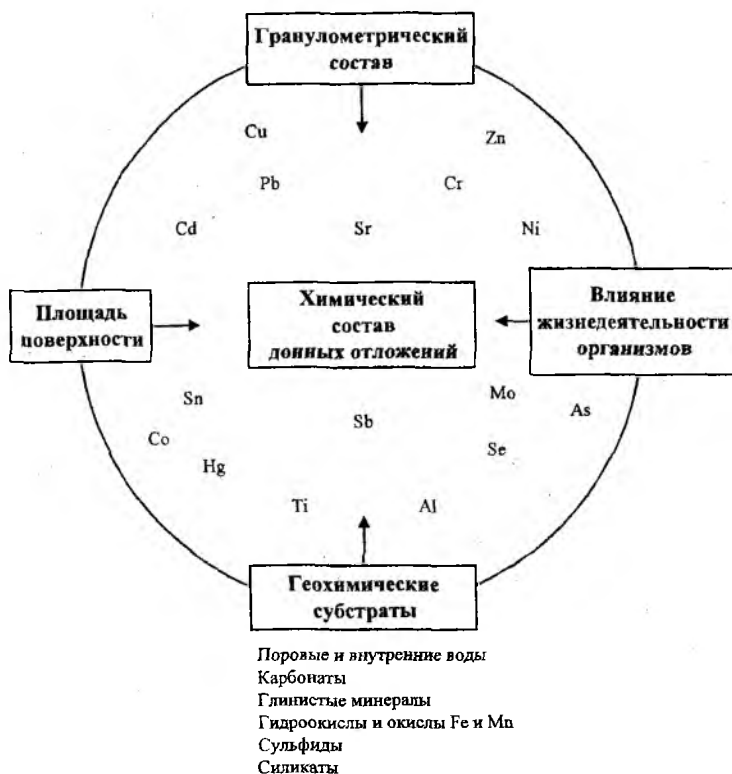 Гранулометрический
состав
Cu
Zn
Pb
Cr
Cd
Sr
Ni
Площадь
поверхности
Химический
состав
донных отложений
Влияние
жизнедеятельности
организмов
Sn
Mo
As
Co
Sb
Hg
Se
Ti
Al
Геохимические
субстраты
Поровые и внутренние воды
Карбонаты
Глинистые минералы
Гидроокислы и окислы Fe и Mn
Сульфиды
Силикаты